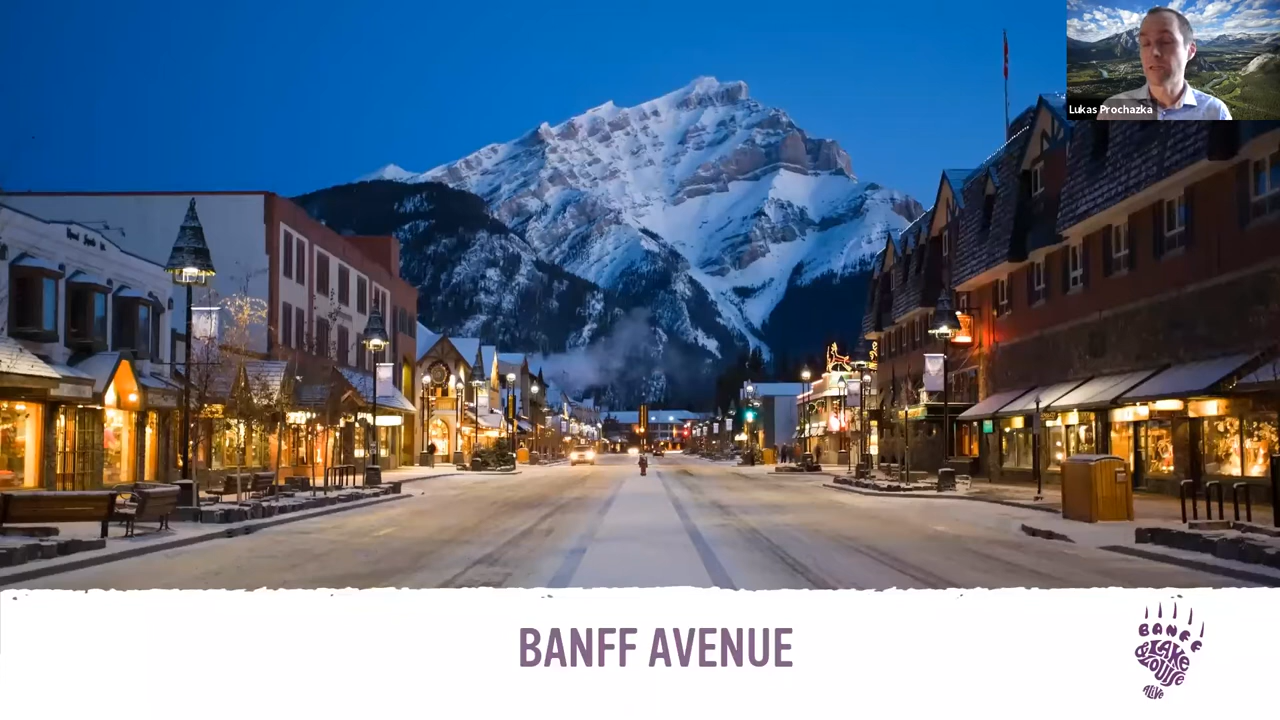 Lukas Prochazka
BANFF AVENUE
BANFF
& LAKE
LOUISE
ALIVE